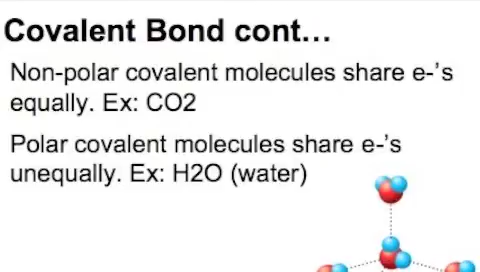 Covalent Bond cont…
Non-polar covalent molecules share e-'s
equally. Ex: CO2
Polar covalent molecules share e-'s
unequally. Ex: H2O (water)